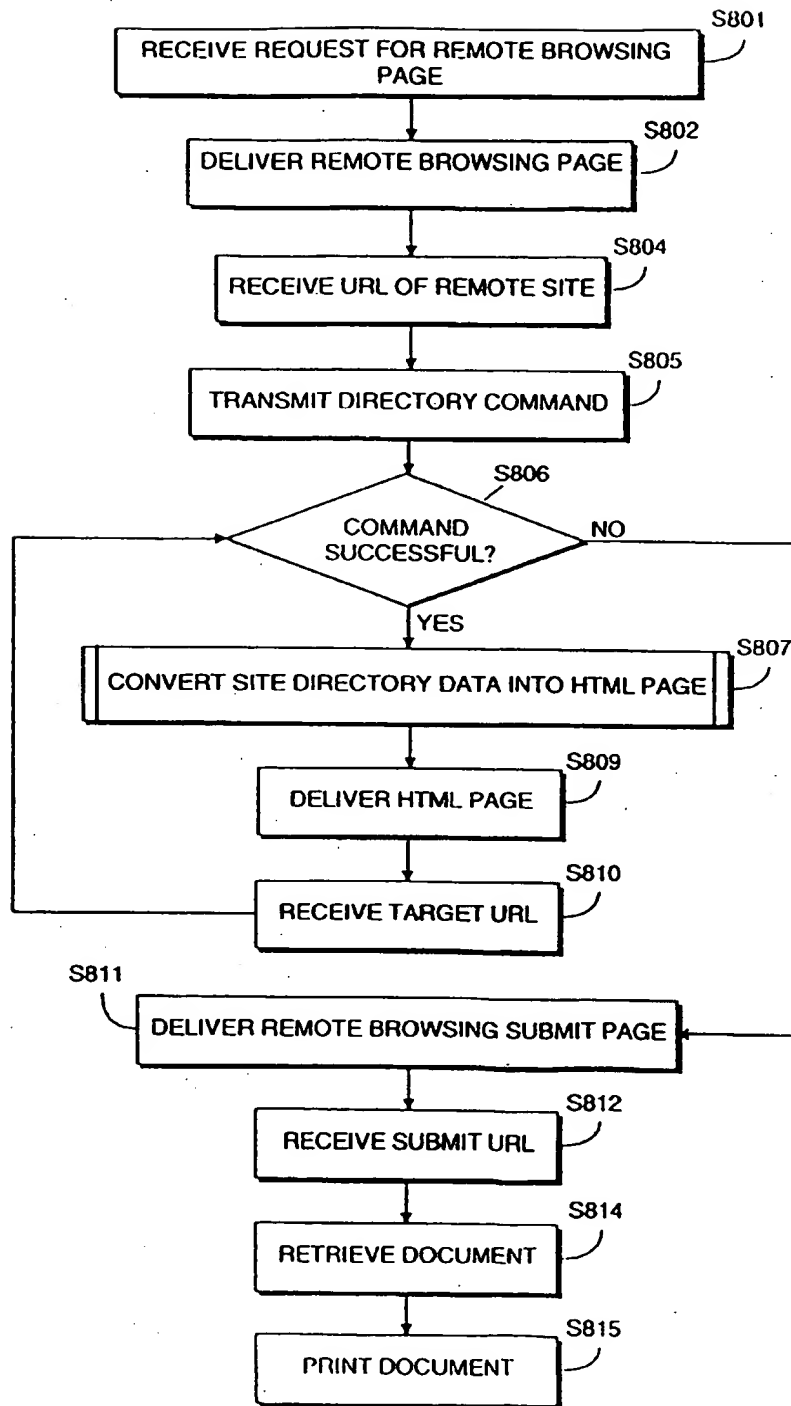 S801
RECEIVE REQUEST FOR REMOTE BROWSING
PAGE
S802
DELIVER REMOTE BROWSING PAGE
S804
RECEIVE URL OF REMOTE SITE
S805
TRANSMIT DIRECTORY COMMAND
S806
COMMAND
SUCCESSFUL?
NO
YES
S807
CONVERT SITE DIRECTORY DATA INTO HTML PAGE
S809
DELIVER HTML PAGE
S810
RECEIVE TARGET URL
S811
DELIVER REMOTE BROWSING SUBMIT PAGE
S812
RECEIVE SUBMIT URL
S814
RETRIEVE DOCUMENT
S815
PRINT DOCUMENT